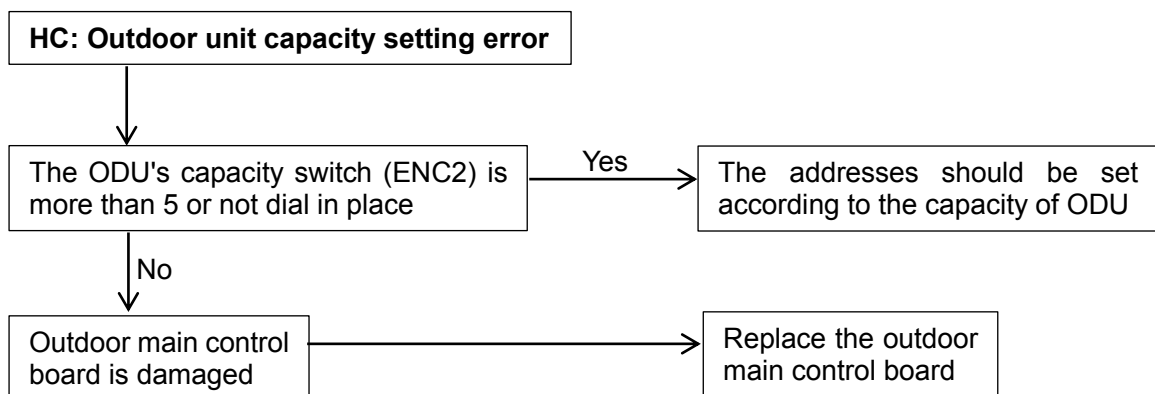 HC: Outdoor unit capacity setting error
The ODU's capacity switch (ENC2) is
more than 5 or not dial in place
Yes
The addresses should be set
according to the capacity of ODU
No
Outdoor main control
board is damaged
Replace the outdoor
main control board